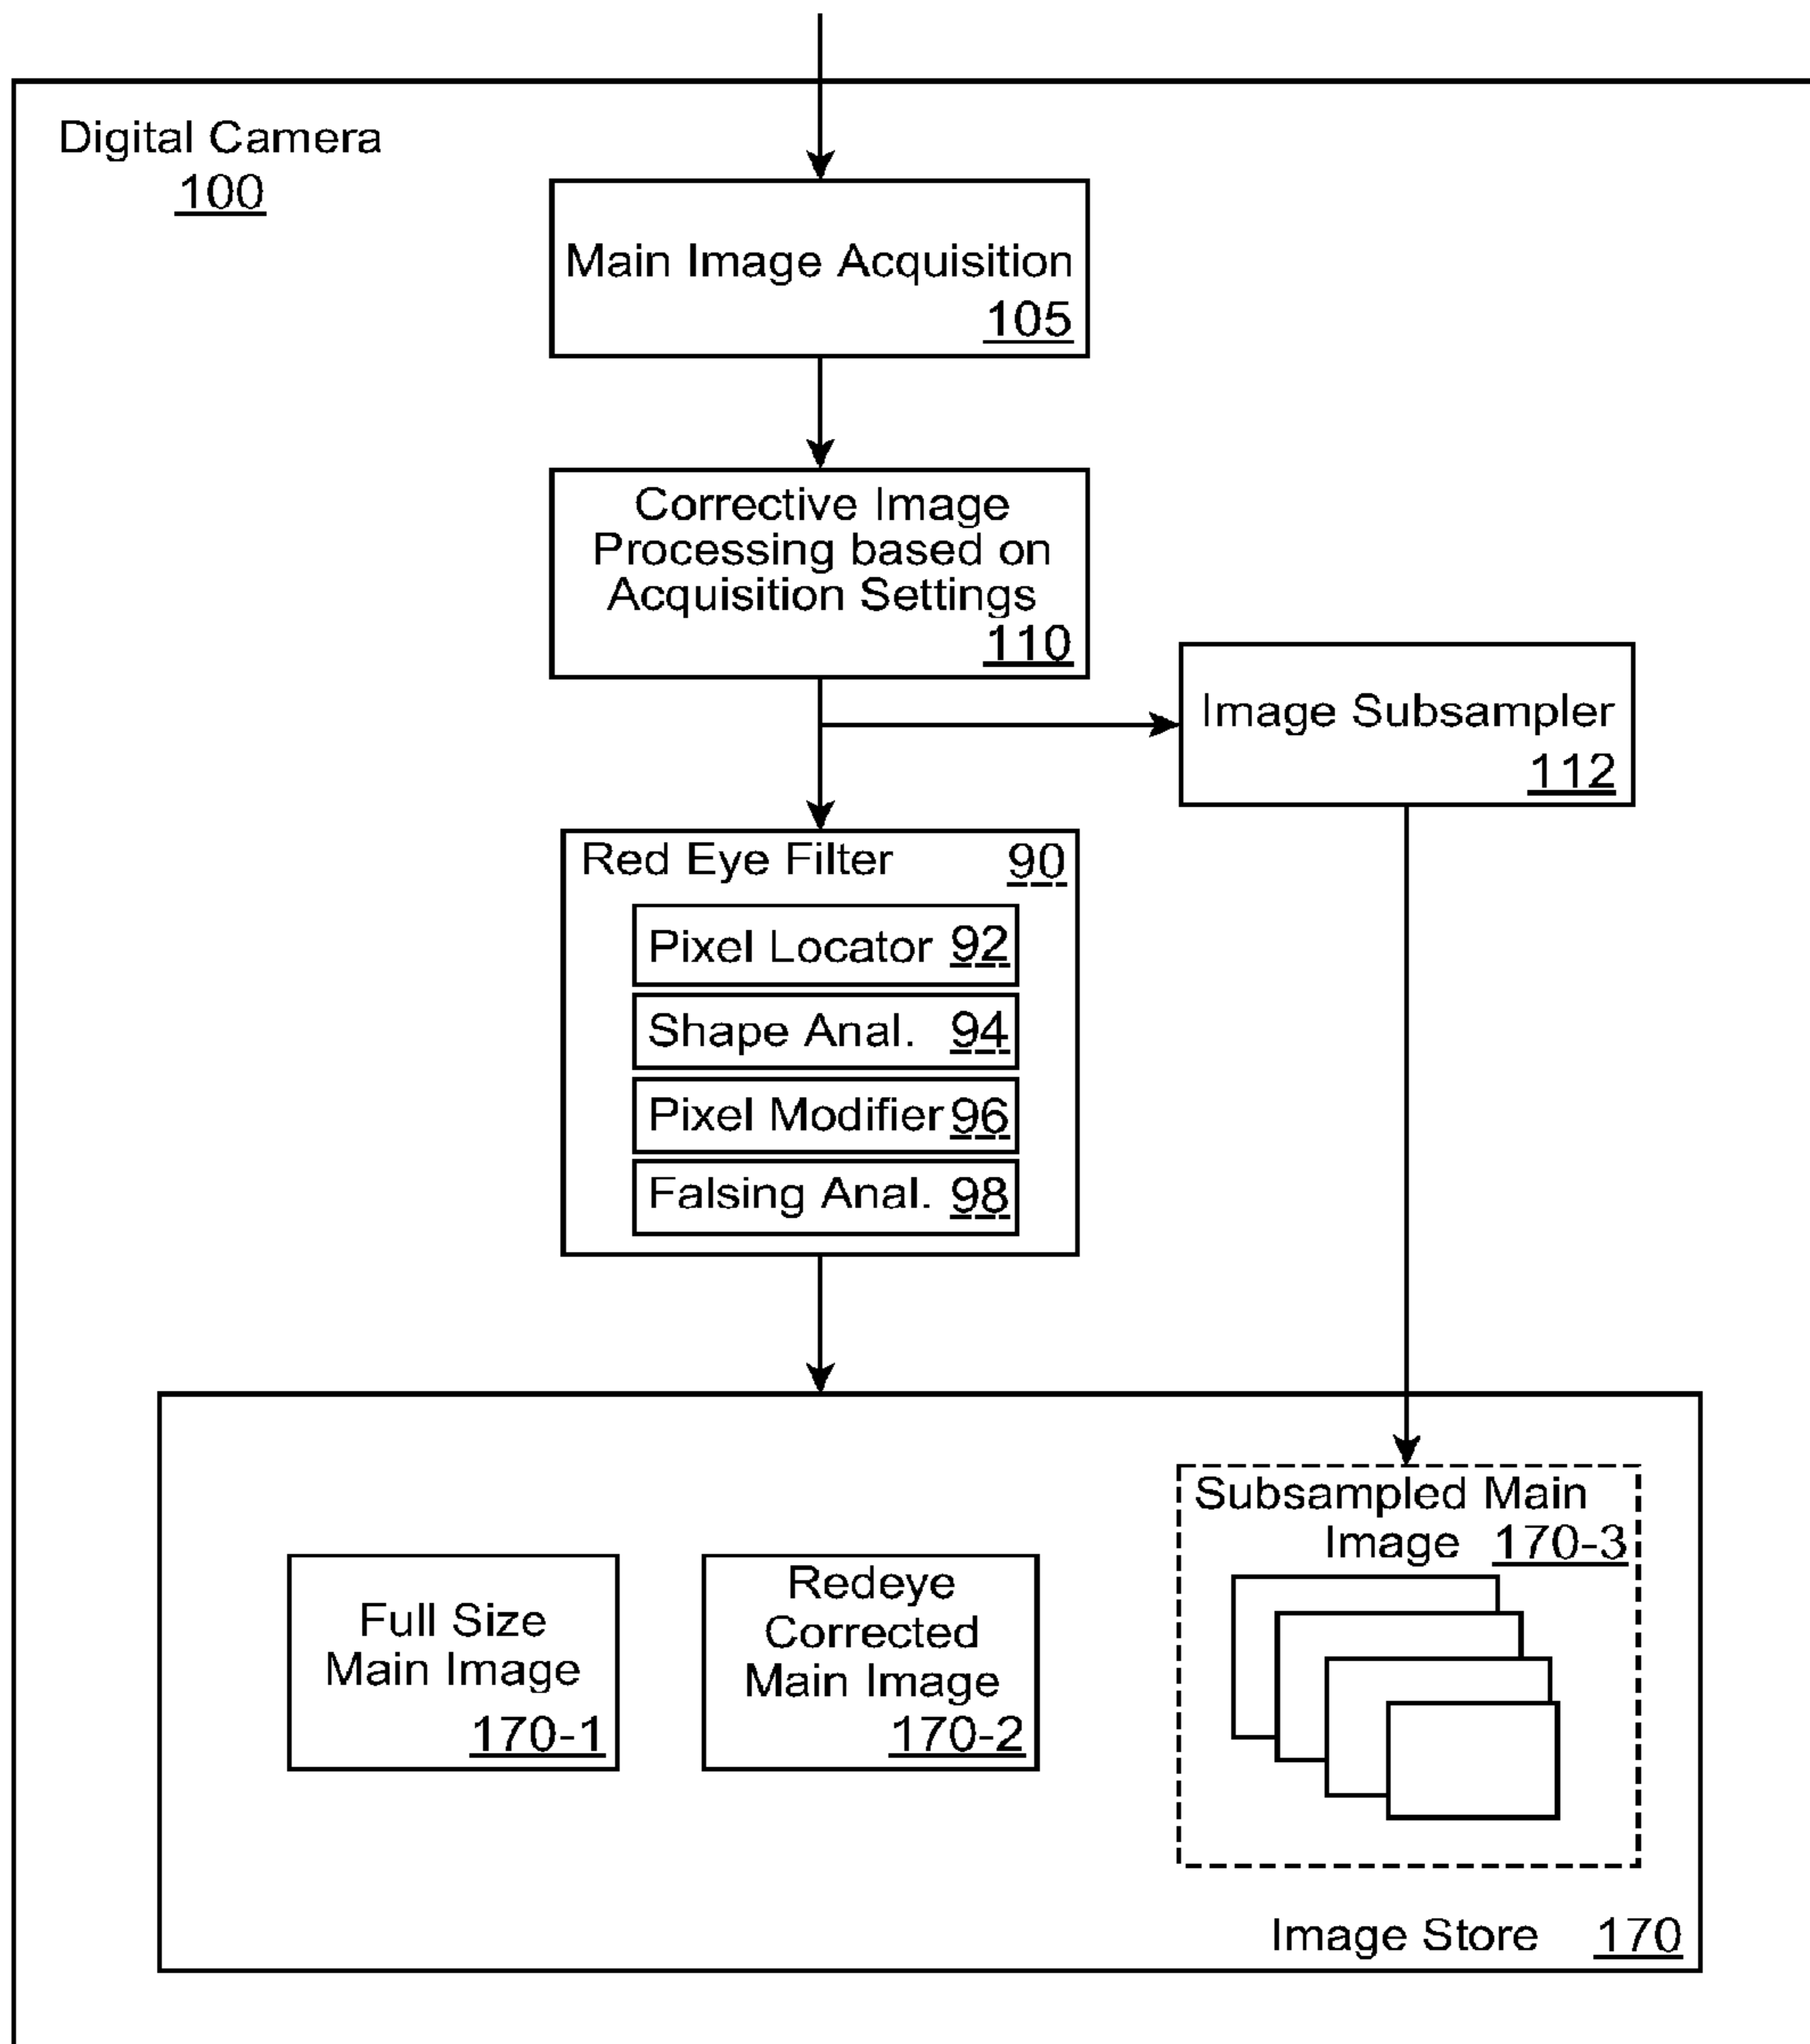 Digital Camera
100
Main Image Acquisition
105
Corrective Image
Processing based on
Acquisition Settings
110
Image Subsampler
112
Red Eye Filter 90
Pixel Locator 92
Shape Anal. 94
Pixel Modifier 96
Falsing Anal. 98
Full Size
Main Image
170-1
Redeye
Corrected
Main Image
170-2
Subsampled Main
Image 170-3
Image Store 170